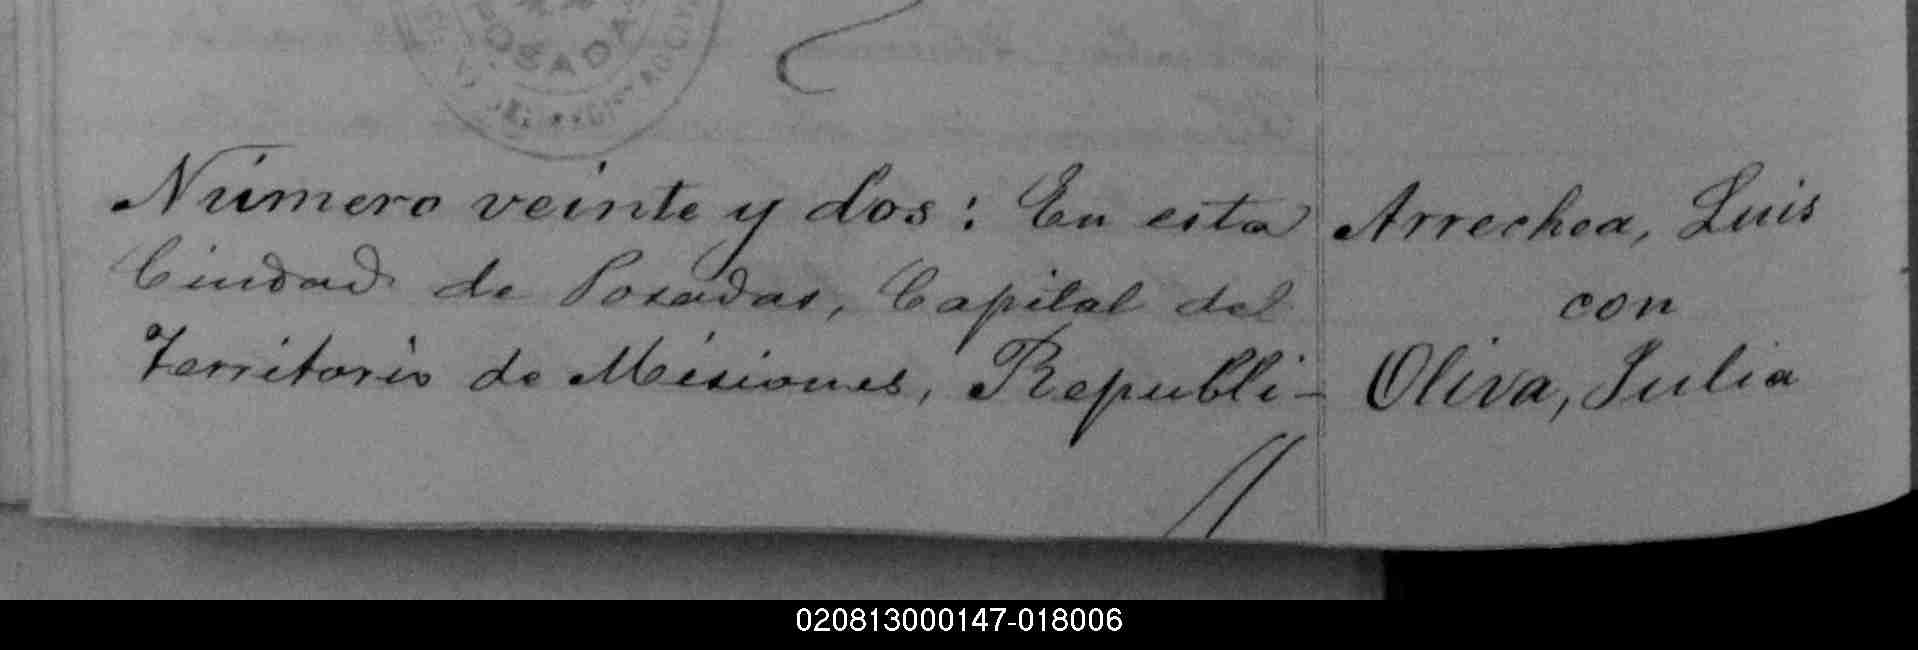 POSADAS
Número veinte y dos: En esta
Ciudad de Posadas, Capital del
Territorio de Misiones, Republi-
Arrechea, Luis
con
Oliva, Julia
020813000147-018006